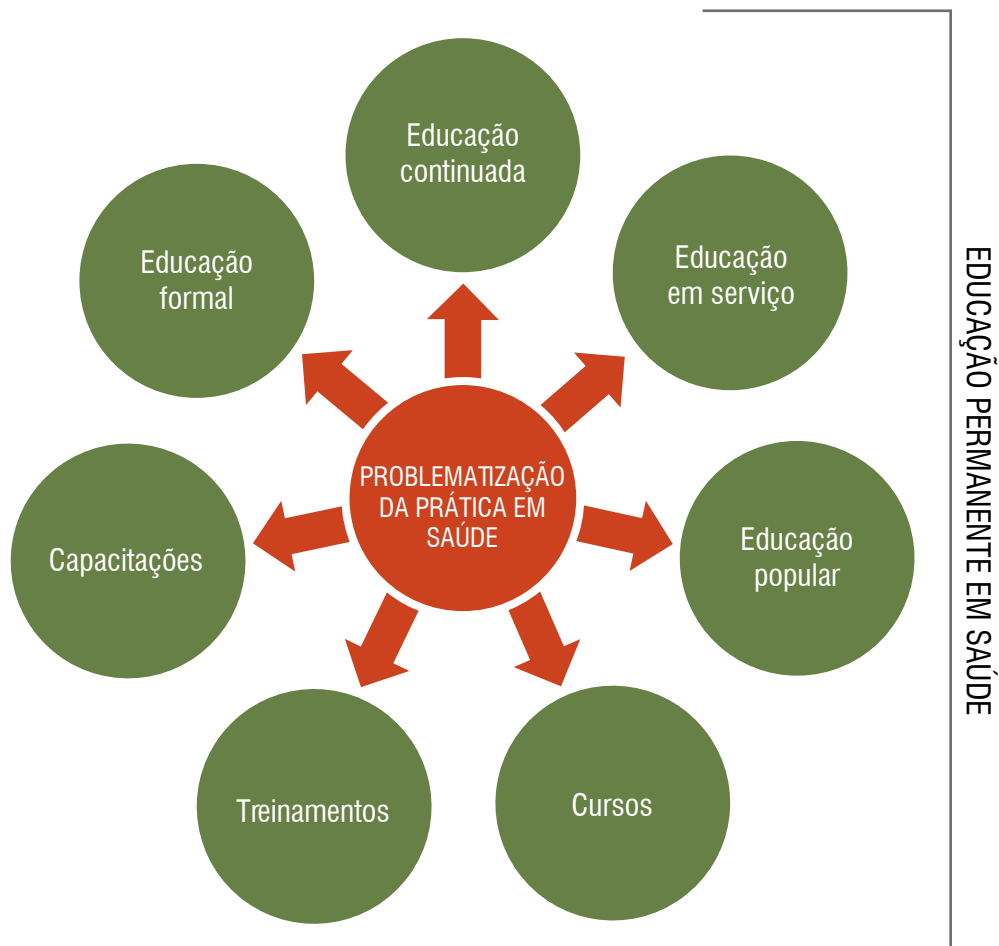 Educação
continuada
Educação
em serviço
Educação
popular
Cursos
Treinamentos
Capacitações
Educação
formal
PROBLEMATIZAÇÃO
DA PRÁTICA EM
SAÚDE
EDUCAÇÃO PERMANENTE EM SAÚDE